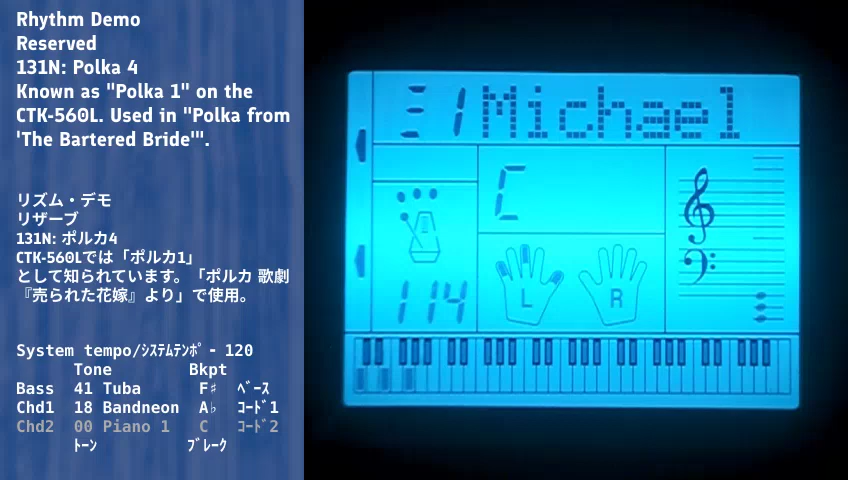 Rhythm Demo
Reserved
131N: Polka 4
Known as "Polka 1" on the
CTK-560L. Used in "Polka from
'The Bartered Bride'".
リズム・デモ
リザーブ
131N: ポルカ4
CTK-560Lでは「ポルカ1」
として知られています。「ポルカ 歌劇
『売られた花嫁』より」で使用。
System tempo/ｼｽﾃﾑﾃﾝﾎﾟ - 120
Tone Bkpt
Bass 41 Tuba F♯ ﾍﾞｰｽ
Chd1 18 Bandneon A♭ ｺｰﾄﾞ1
Chd2 00 Piano 1 C ｺｰﾄﾞ2
ﾄｰﾝ ﾌﾞﾚｰｸ
Michael
C
114
L R